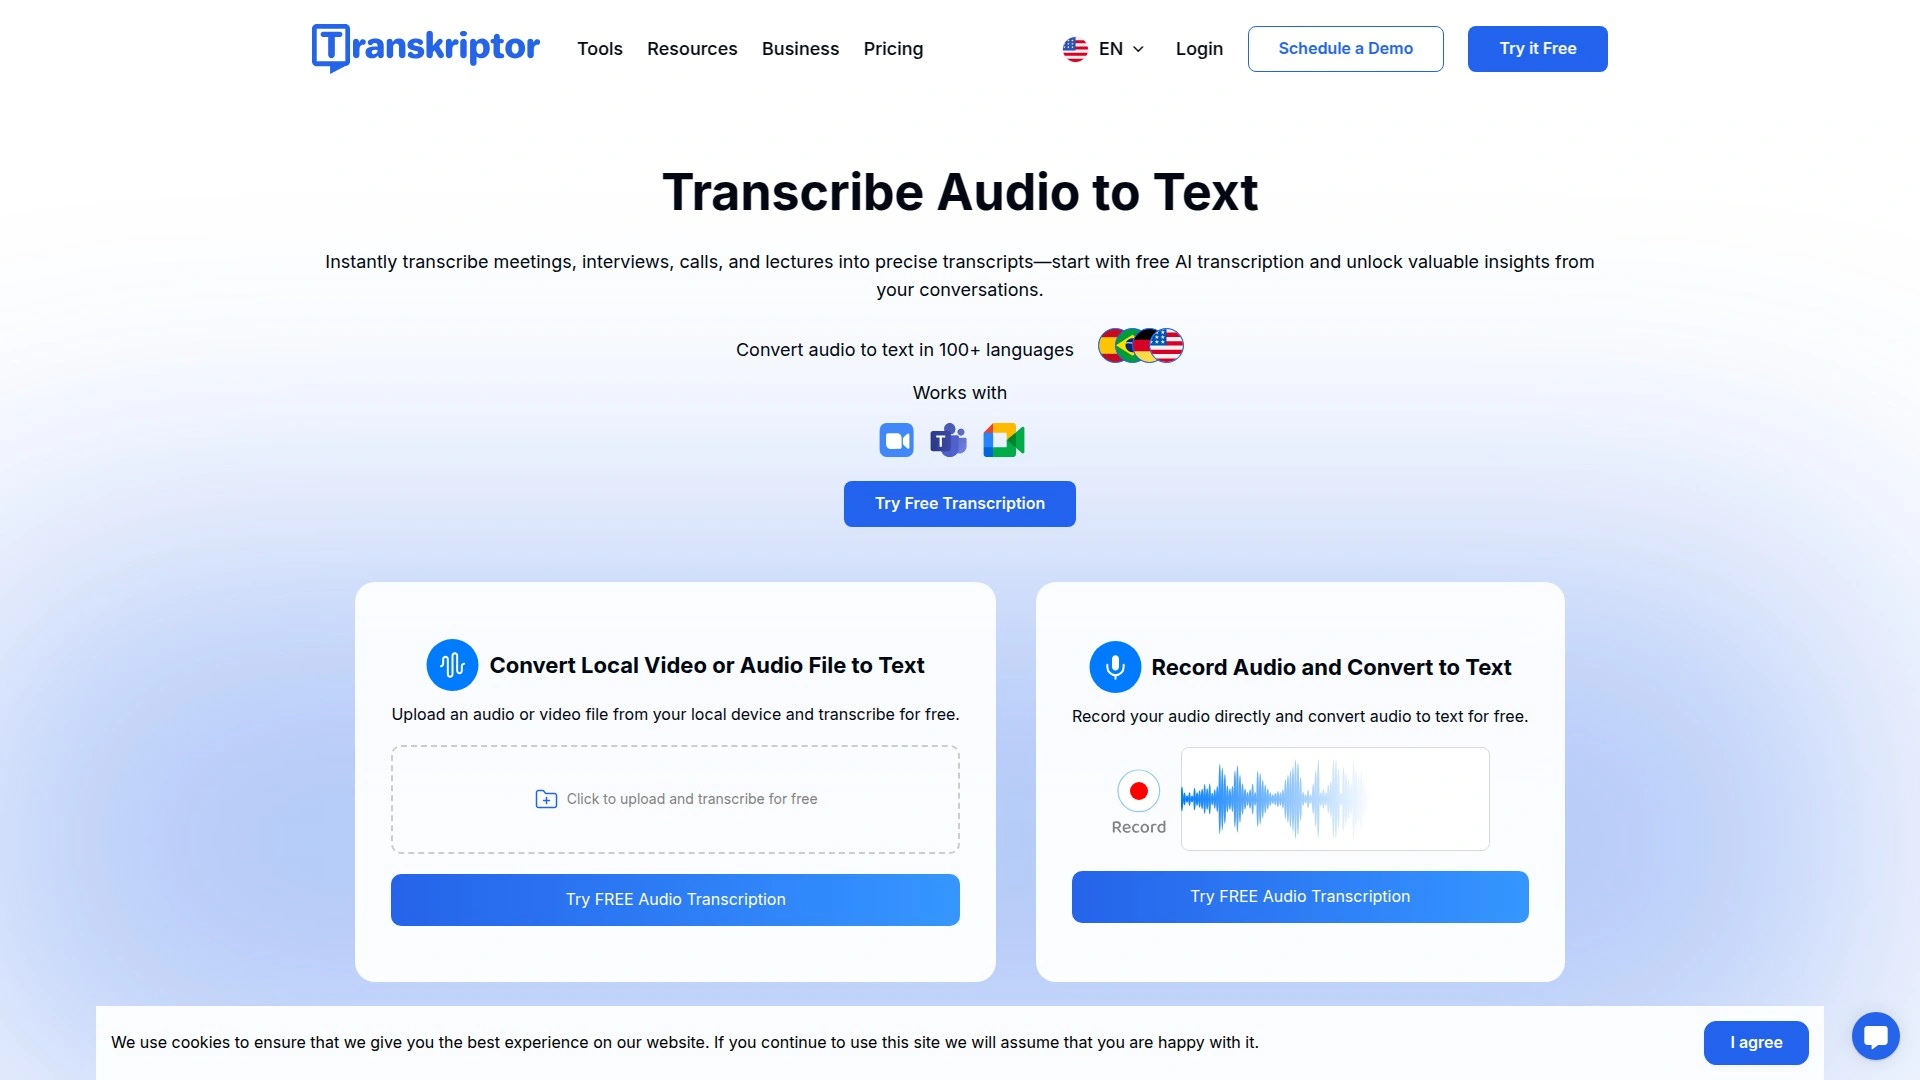 Transkriptor
Tools Resources Business Pricing EN Login Schedule a Demo Try it Free
Transcribe Audio to Text
Instantly transcribe meetings, interviews, calls, and lectures into precise transcripts—start with free AI transcription and unlock valuable insights from
your conversations.
Convert audio to text in 100+ languages
Works with
T
Try Free Transcription
Convert Local Video or Audio File to Text
Upload an audio or video file from your local device and transcribe for free.
Click to upload and transcribe for free
Try FREE Audio Transcription
Record Audio and Convert to Text
Record your audio directly and convert audio to text for free.
Record
Try FREE Audio Transcription
We use cookies to ensure that we give you the best experience on our website. If you continue to use this site we will assume that you are happy with it.
I agree